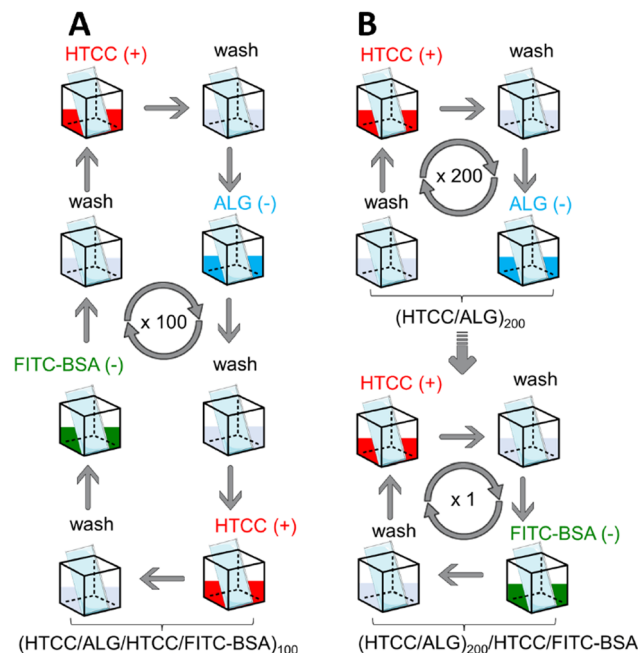 A
HTCC (+)
wash
wash
ALG (-)
x 100
FITC-BSA (-)
wash
wash
HTCC (+)
(HTCC/ALG/HTCC/FITC-BSA)100
B
HTCC (+)
wash
x 200
wash
ALG (-)
(HTCC/ALG)200
HTCC (+)
wash
x 1
wash
FITC-BSA (-)
(HTCC/ALG)200/HTCC/FITC-BSA